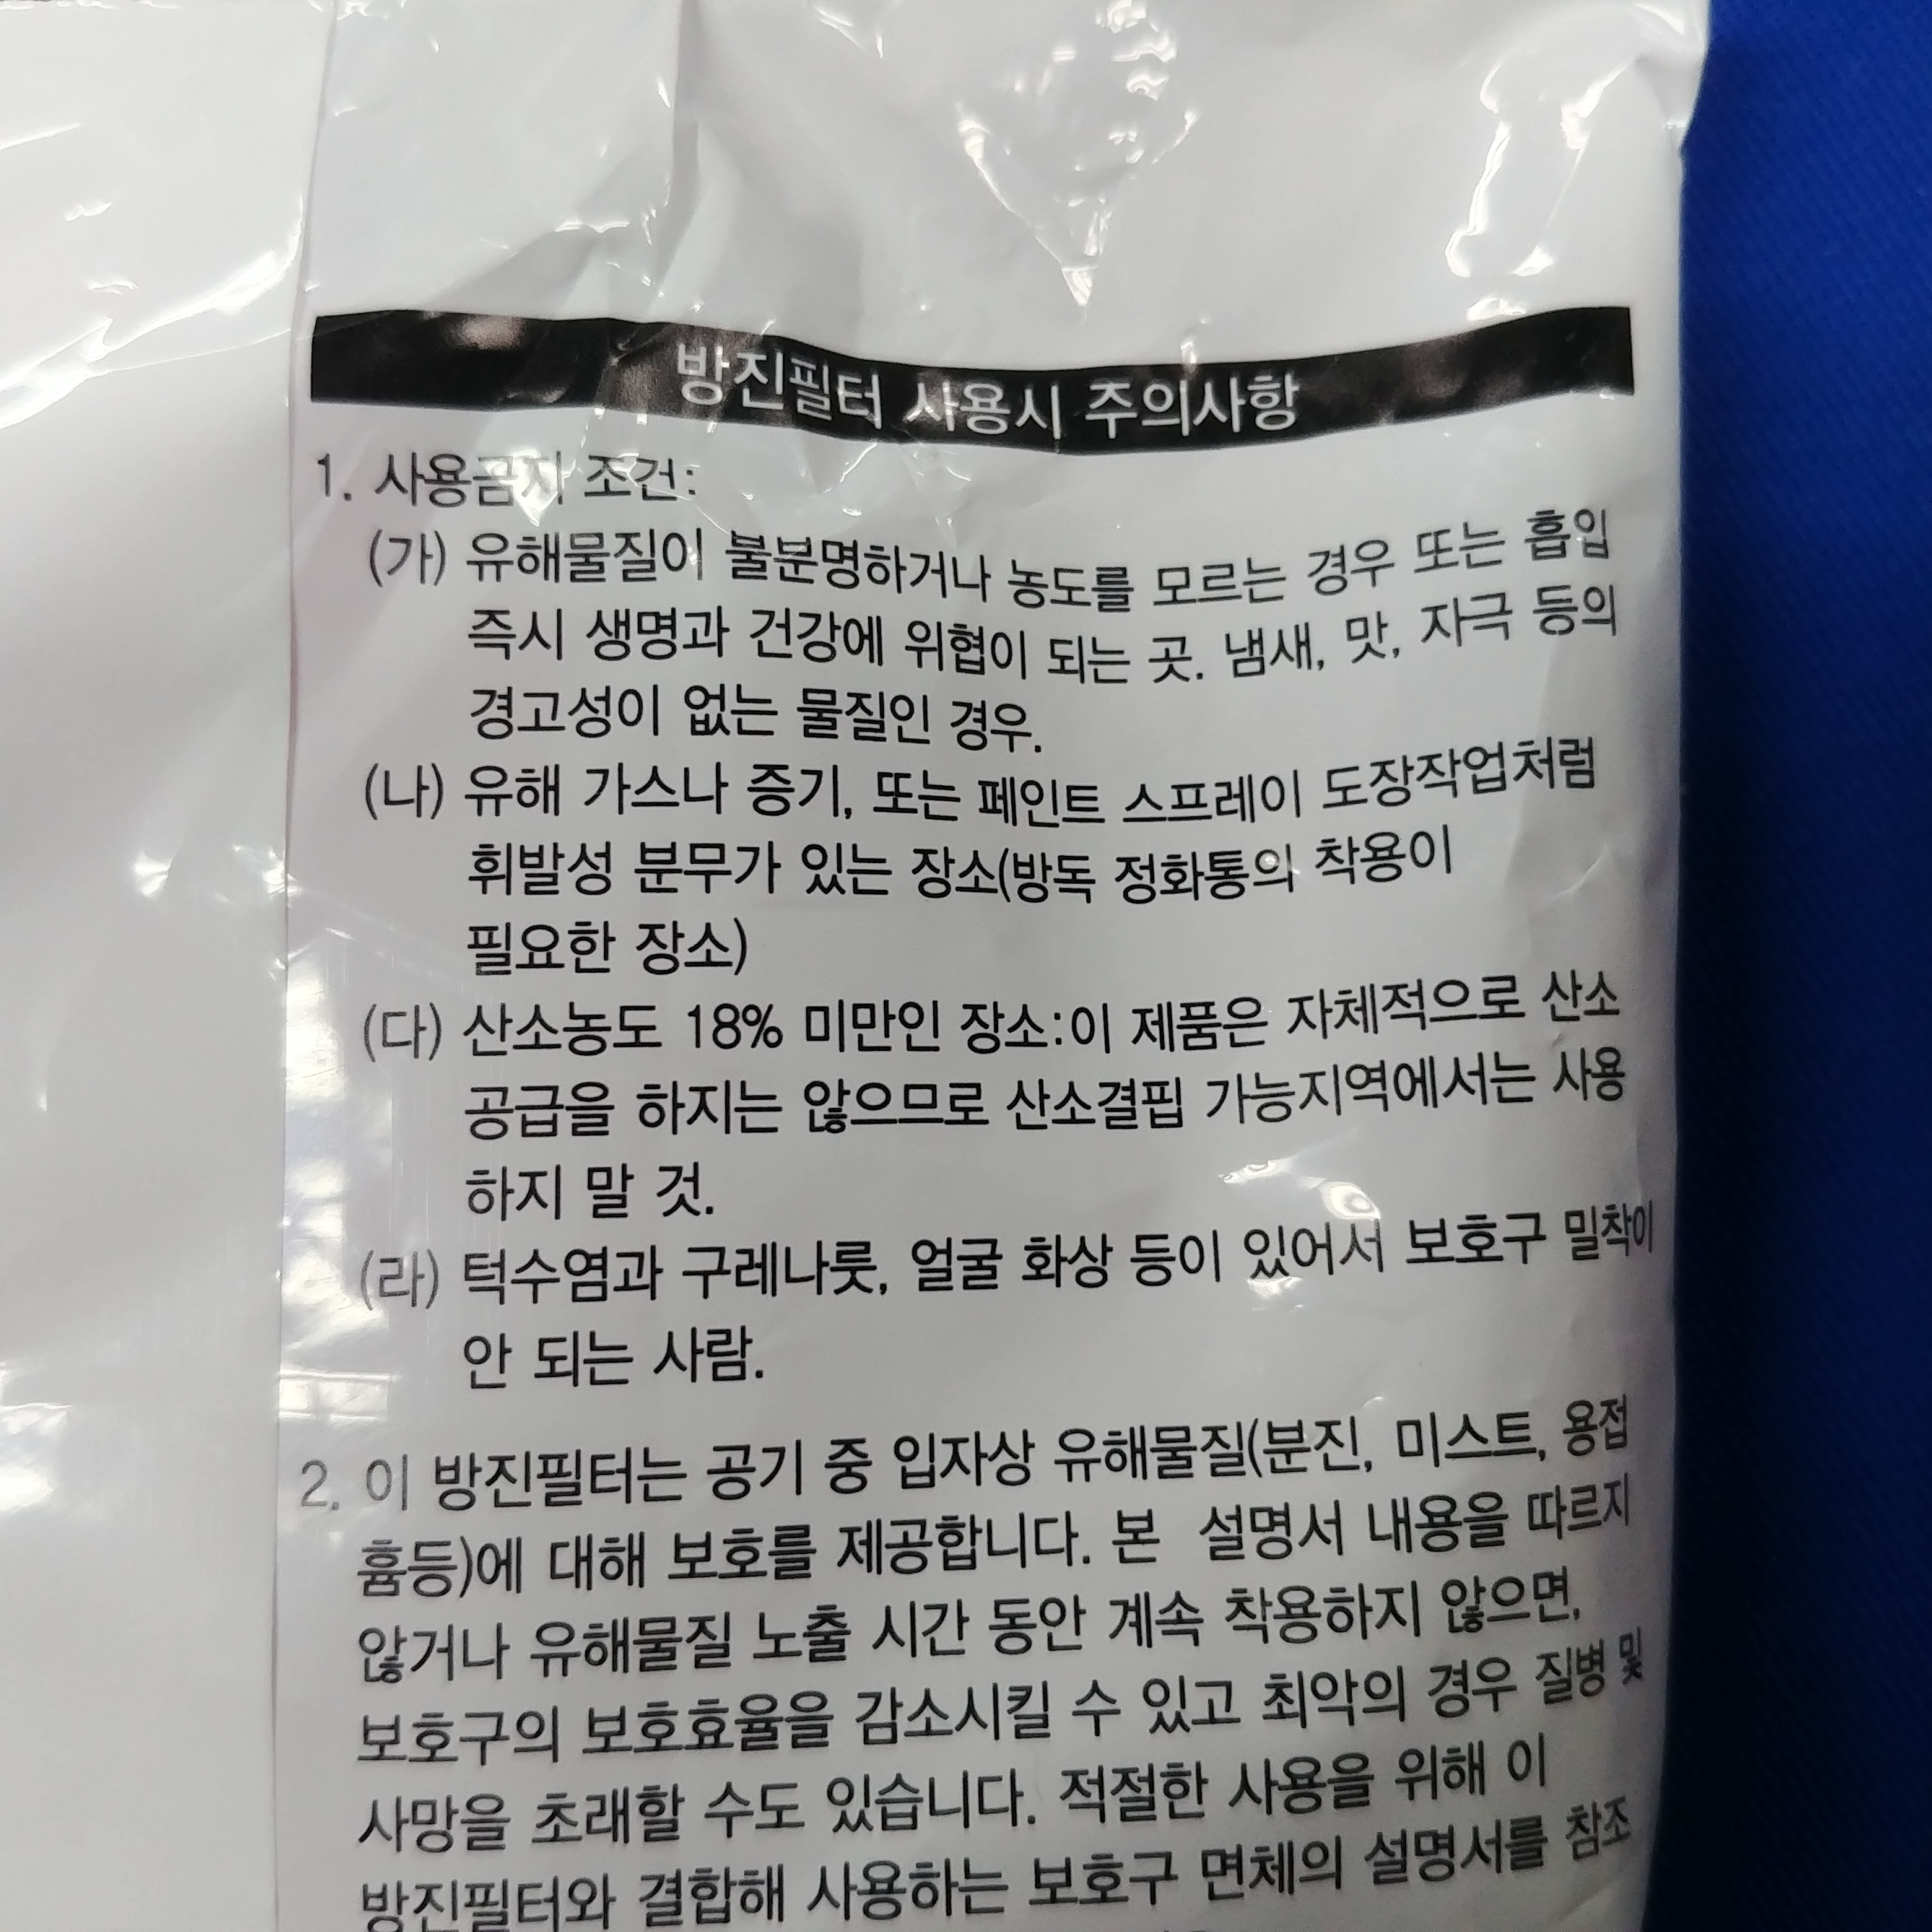 방진필터 사용시 주의사항
1. 사용금지 조건:
(가) 유해물질이 불분명하거나 농도를 모르는 경우 또는 흡입
즉시 생명과 건강에 위협이 되는 곳. 냄새, 맛, 자극 등의
경고성이 없는 물질인 경우.
(나) 유해 가스나 증기, 또는 페인트 스프레이 도장작업처럼
휘발성 분무가 있는 장소(방독 정화통의 착용이
필요한 장소)
(다) 산소농도 18% 미만인 장소:이 제품은 자체적으로 산소
공급을 하지는 않으므로 산소결핍 가능지역에서는 사용
하지 말 것.
(라) 턱수염과 구레나룻, 얼굴 화상 등이 있어서 보호구 밀착이
안 되는 사람.
2. 이 방진필터는 공기 중 입자상 유해물질(분진, 미스트, 용접
흄등)에 대해 보호를 제공합니다. 본 설명서 내용을 따르지
않거나 유해물질 노출 시간 동안 계속 착용하지 않으면,
보호구의 보호효율을 감소시킬 수 있고 최악의 경우 질병 및
사망을 초래할 수도 있습니다. 적절한 사용을 위해 이
방진필터와 결합해 사용하는 보호구 면체의 설명서를 참조